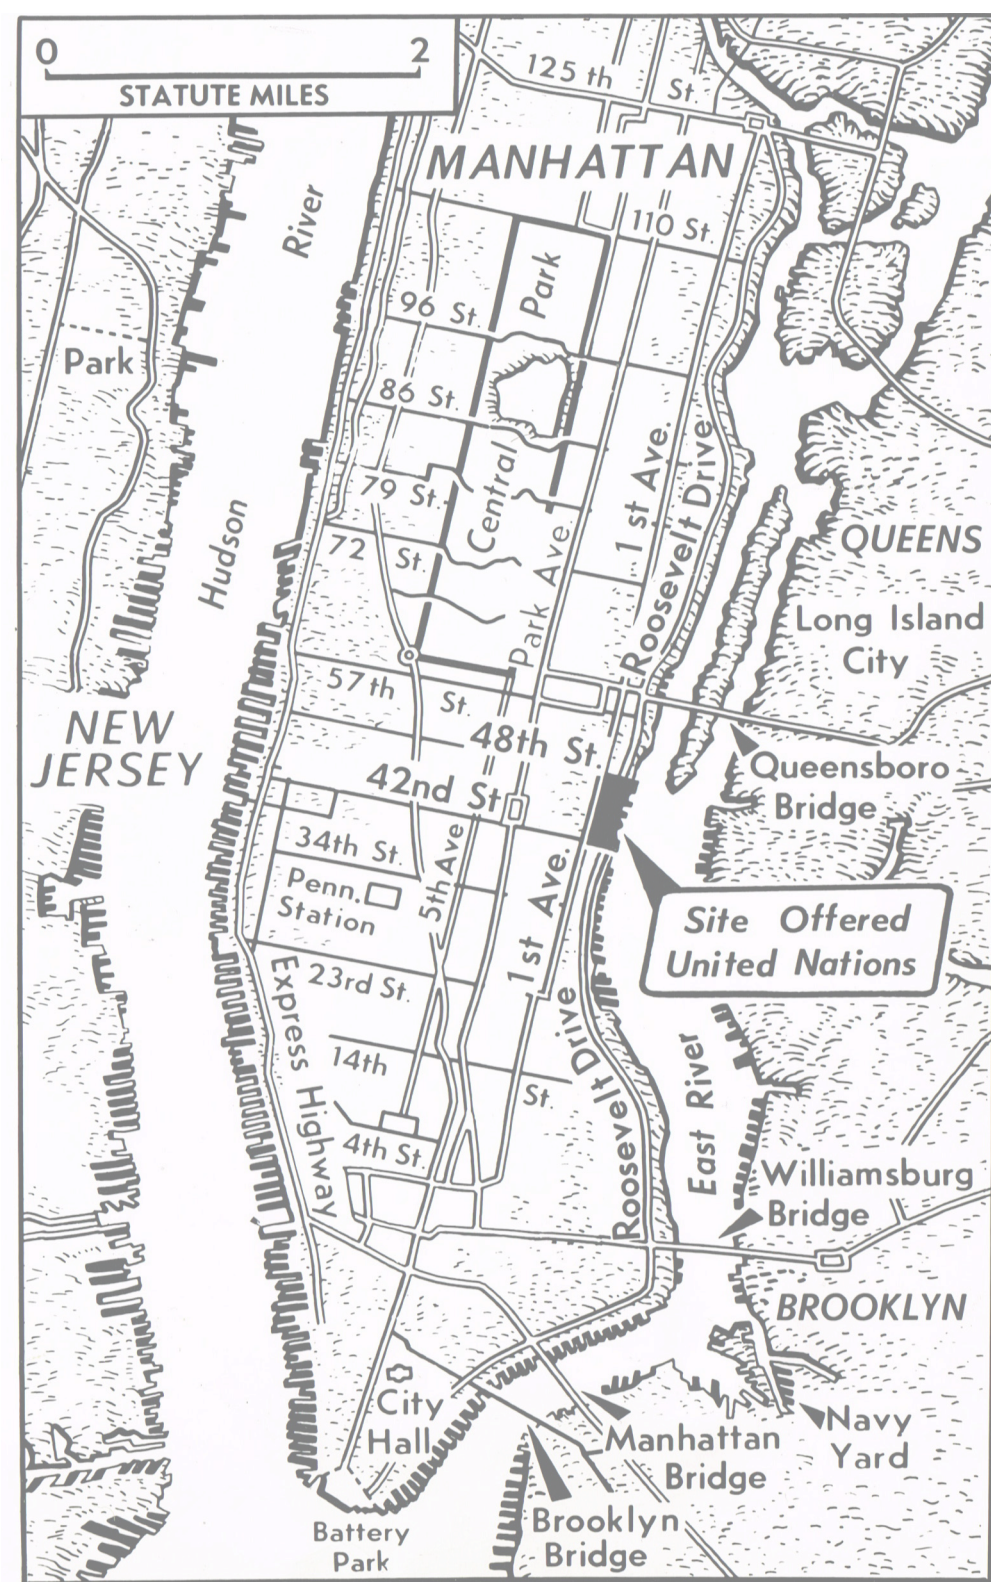 0 2
STATUTE MILES
125 th St
MANHATTAN
River
110 St.
Park
96 St.
Park
86 St.
Central
79 St.
1 st Ave.
Roosevelt Drive
72 St.
Hudson
Park Ave
QUEENS
Long Island
City
57th St.
NEW
JERSEY
48th St.
42nd St
Queensboro
Bridge
34th St.
5th Ave
Penn.
Station
1st Ave.
Site Offered
United Nations
23rd St.
Express Highway
14th St.
Roosevelt Drive
East River
4th St.
Williamsburg
Bridge
BROOKLYN
City
Hall
Navy
Yard
Manhattan
Bridge
Brooklyn
Bridge
Battery
Park